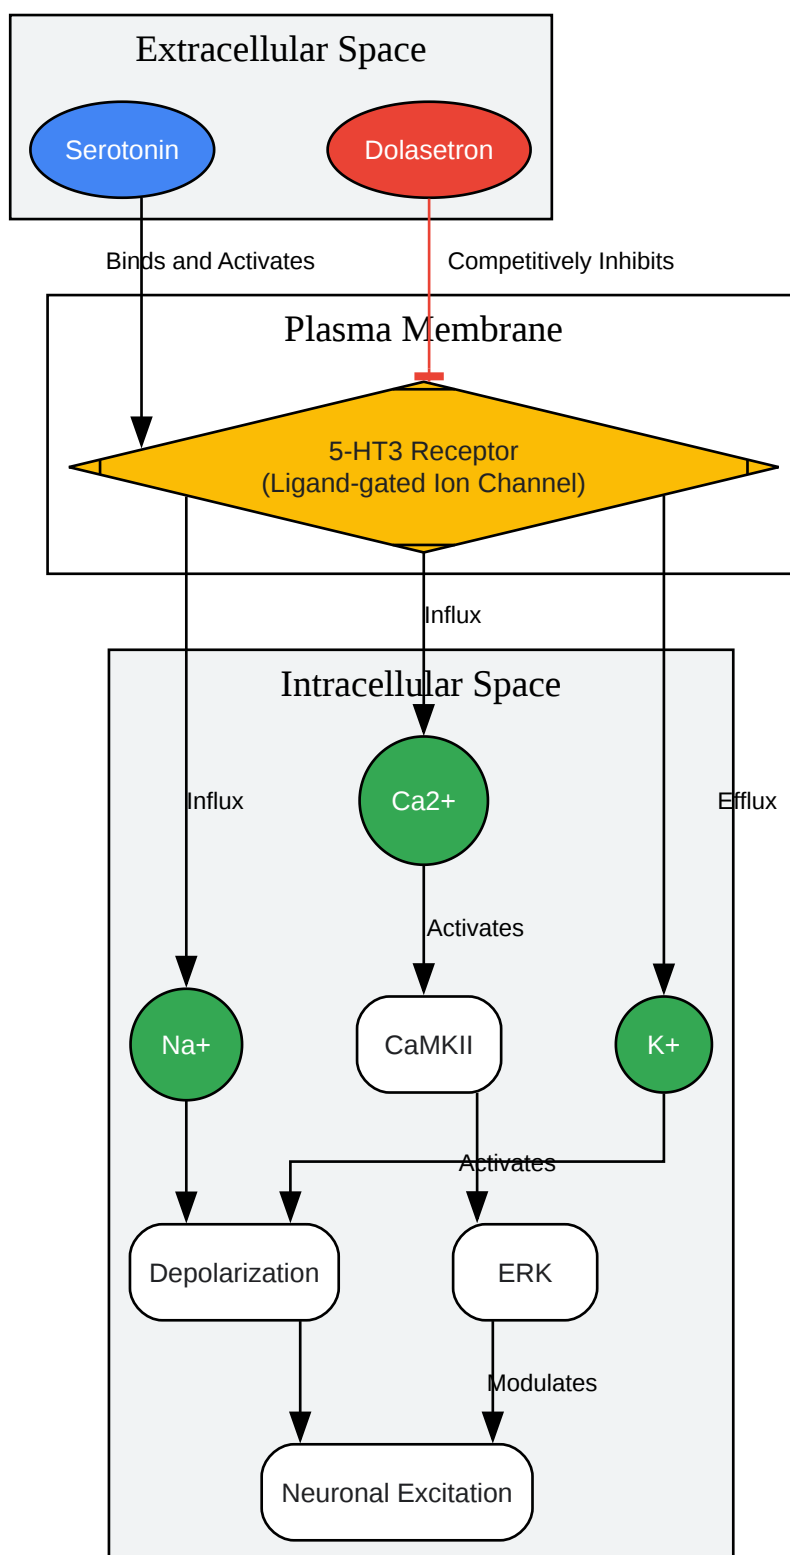 Extracellular Space
Serotonin
Dolasetron
Binds and Activates
Competitively Inhibits
Plasma Membrane
5-HT3 Receptor
(Ligand-gated Ion Channel)
Influx
Intracellular Space
Ca2+
Influx
Efflux
Activates
Na+
CaMKII
K+
Activates
Depolarization
ERK
Modulates
Neuronal Excitation